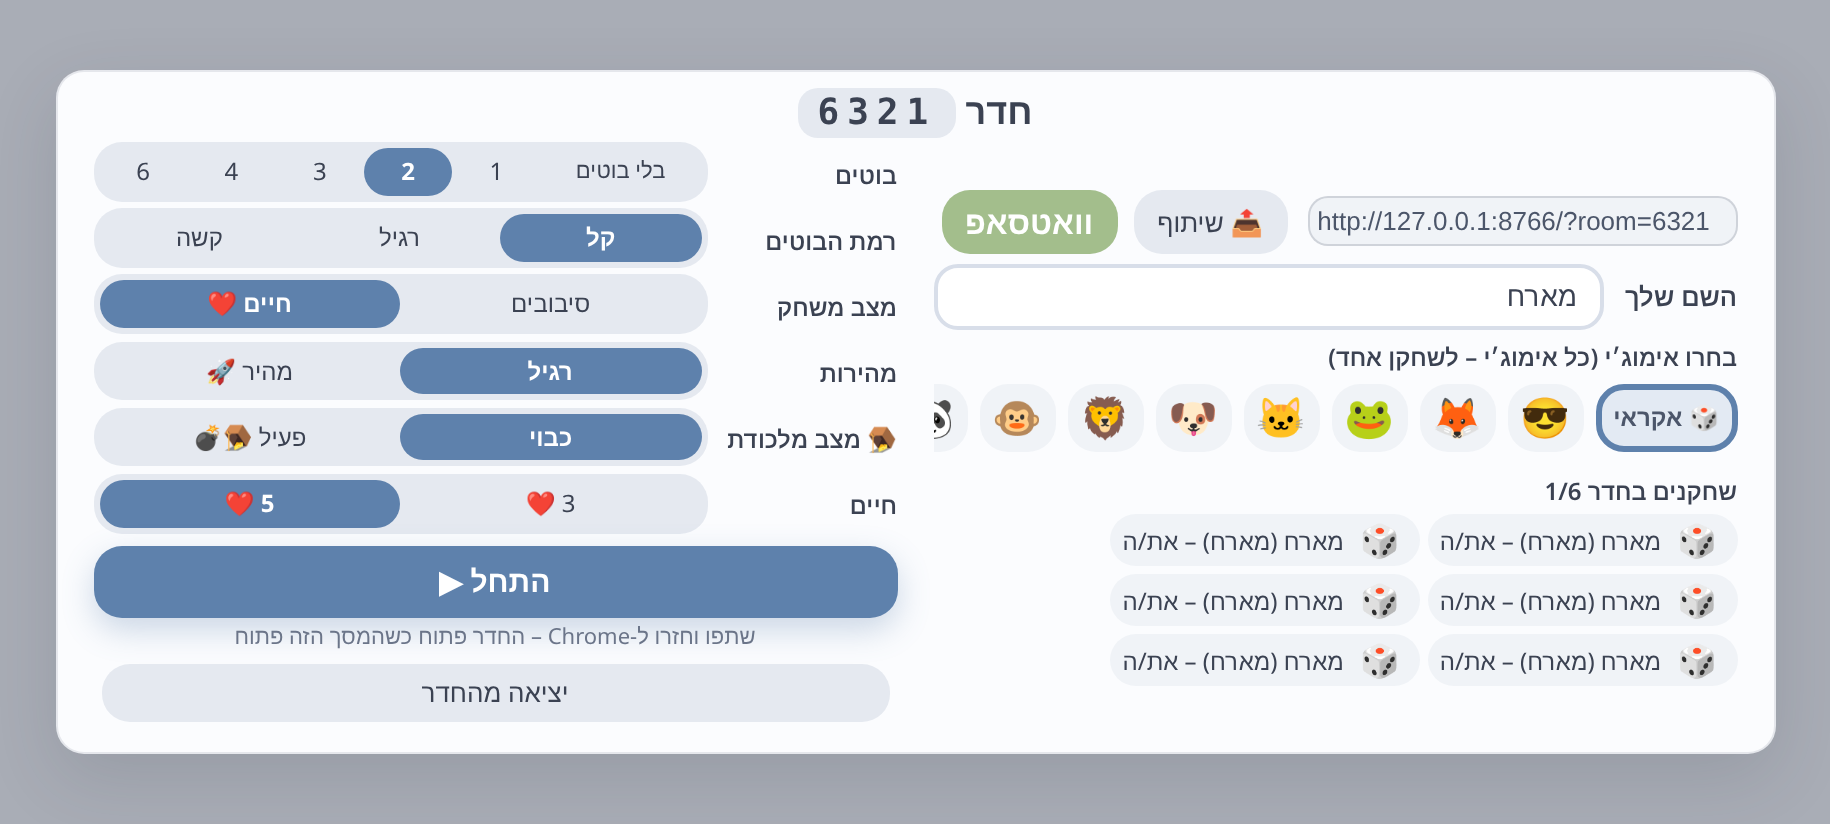 חדר 6321
http://127.0.0.1:8766/?room=6321
שיתוף
וואטסאפ
השם שלך
מארח
בחרו אימוג׳י (כל אימוג׳י – לשחקן אחד)
אקראי
שחקנים בחדר 1/6
מארח (מארח) – את/ה
מארח (מארח) – את/ה
מארח (מארח) – את/ה
מארח (מארח) – את/ה
מארח (מארח) – את/ה
מארח (מארח) – את/ה
בוטים
בלי בוטים 1 2 3 4 6
רמת הבוטים
קל רגיל קשה
מצב משחק
סיבובים חיים ❤️
מהירות
רגיל מהיר 🚀
🪤 מצב מלכודת
כבוי פעיל 🪤💣
חיים
3 ❤️ 5 ❤️
התחל ▶
שתפו וחזרו ל-Chrome – החדר פתוח כשהמסך הזה פתוח
יציאה מהחדר